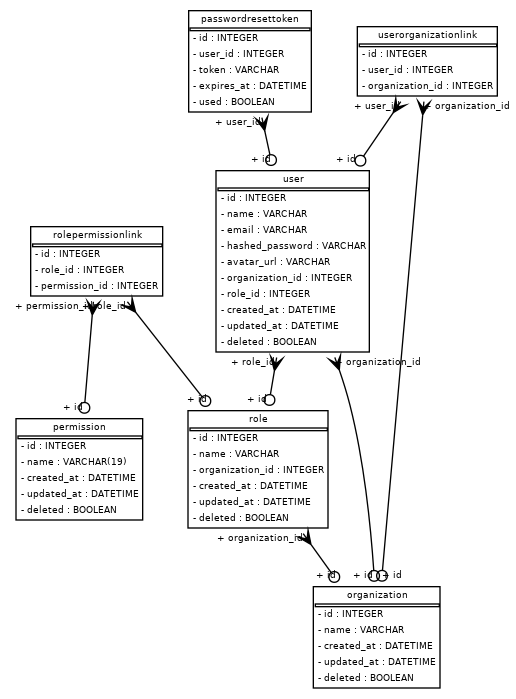 passwordresettoken
- id : INTEGER
- user_id : INTEGER
- token : VARCHAR
- expires_at : DATETIME
- used : BOOLEAN
userorganizationlink
- id : INTEGER
- user_id : INTEGER
- organization_id : INTEGER
+ user_id
+ id
+ user_id
+ organization_id
+ id
user
- id : INTEGER
- name : VARCHAR
- email : VARCHAR
- hashed_password : VARCHAR
- avatar_url : VARCHAR
- organization_id : INTEGER
- role_id : INTEGER
- created_at : DATETIME
- updated_at : DATETIME
- deleted : BOOLEAN
rolepermissionlink
- id : INTEGER
- role_id : INTEGER
- permission_id : INTEGER
+ permission_id
+ role_id
+ id
+ id
+ role_id
+ organization_id
+ id
permission
- id : INTEGER
- name : VARCHAR(19)
- created_at : DATETIME
- updated_at : DATETIME
- deleted : BOOLEAN
role
- id : INTEGER
- name : VARCHAR
- organization_id : INTEGER
- created_at : DATETIME
- updated_at : DATETIME
- deleted : BOOLEAN
+ organization_id
+ id
+ id
+ id
organization
- id : INTEGER
- name : VARCHAR
- created_at : DATETIME
- updated_at : DATETIME
- deleted : BOOLEAN